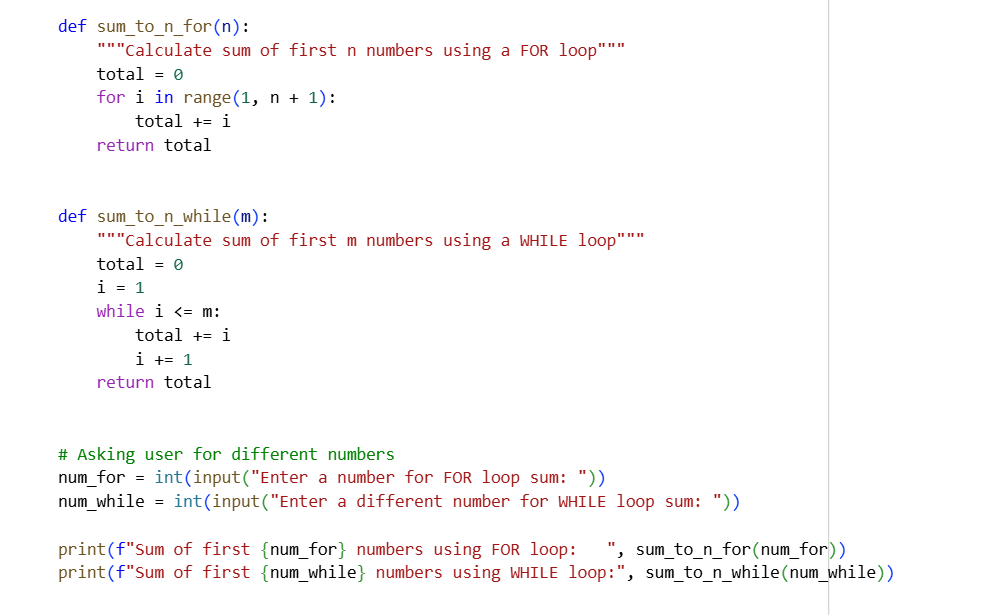 def sum_to_n_for(n):
    """Calculate sum of first n numbers using a FOR loop"""
    total = 0
    for i in range(1, n + 1):
        total += i
    return total
def sum_to_n_while(m):
    """Calculate sum of first m numbers using a WHILE loop"""
    total = 0
    i = 1
    while i <= m:
        total += i
        i += 1
    return total
# Asking user for different numbers
num_for = int(input("Enter a number for FOR loop sum: "))
num_while = int(input("Enter a different number for WHILE loop sum: "))
print(f"Sum of first {num_for} numbers using FOR loop:   ", sum_to_n_for(num_for))
print(f"Sum of first {num_while} numbers using WHILE loop:", sum_to_n_while(num_while))